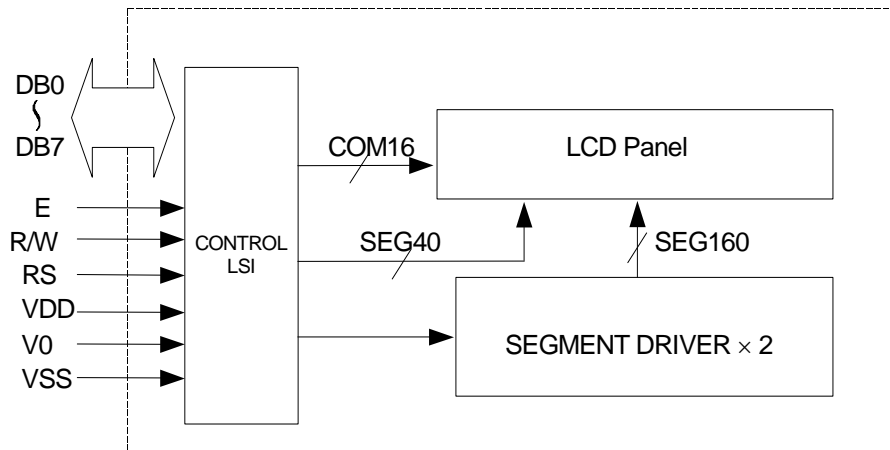 DB0
DB7
E
R/W
RS
VDD
V0
VSS
CONTROL
LSI
COM16
SEG40
LCD Panel
SEG160
SEGMENT DRIVER × 2